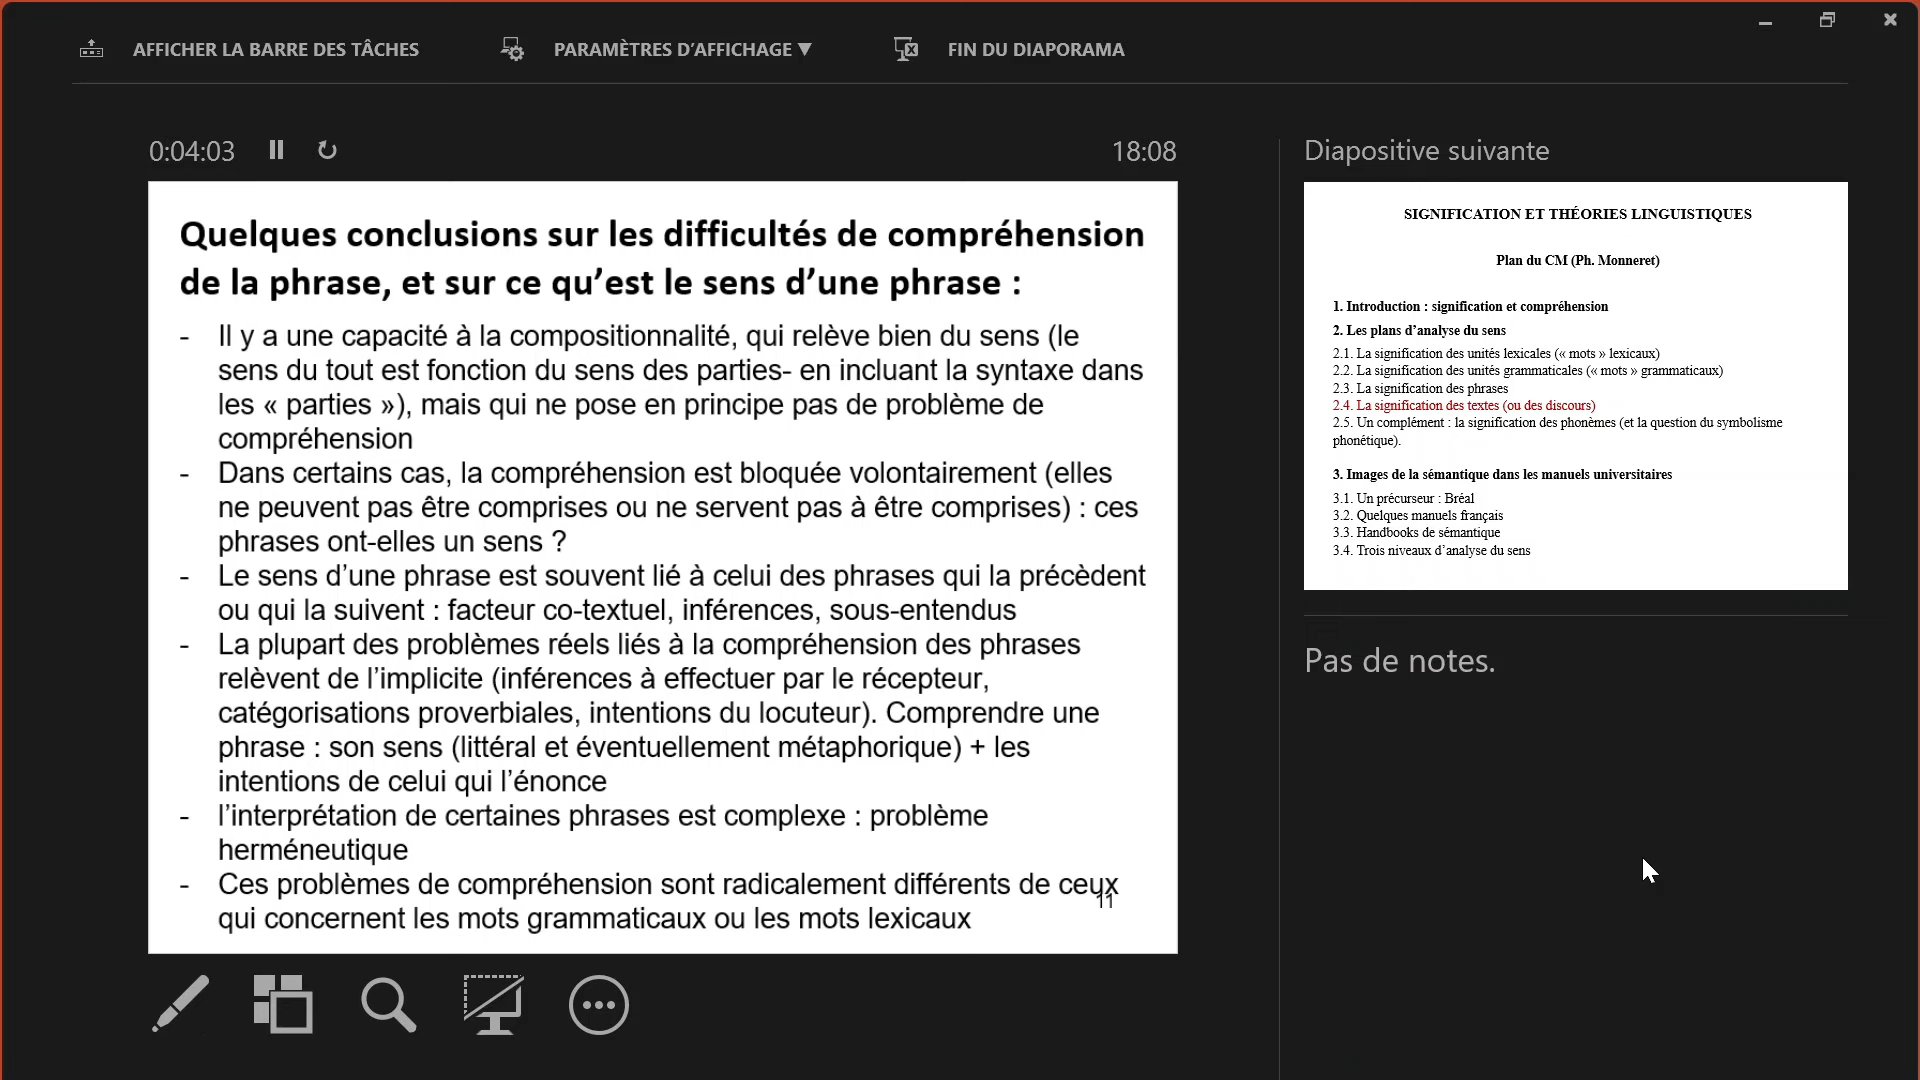 AFFICHER LA BARRE DES TÂCHES
PARAMÈTRES D'AFFICHAGE ▼
FIN DU DIAPORAMA
0:04:03
18:08
Quelques conclusions sur les difficultés de compréhension
de la phrase, et sur ce qu'est le sens d'une phrase :
- Il y a une capacité à la compositionnalité, qui relève bien du sens (le
sens du tout est fonction du sens des parties- en incluant la syntaxe dans
les « parties »), mais qui ne pose en principe pas de problème de
compréhension
- Dans certains cas, la compréhension est bloquée volontairement (elles
ne peuvent pas être comprises ou ne servent pas à être comprises) : ces
phrases ont-elles un sens ?
- Le sens d'une phrase est souvent lié à celui des phrases qui la précèdent
ou qui la suivent : facteur co-textuel, inférences, sous-entendus
- La plupart des problèmes réels liés à la compréhension des phrases
relèvent de l'implicite (inférences à effectuer par le récepteur,
catégorisations proverbiales, intentions du locuteur). Comprendre une
phrase : son sens (littéral et éventuellement métaphorique) + les
intentions de celui qui l'énonce
- l'interprétation de certaines phrases est complexe : problème
herméneutique
- Ces problèmes de compréhension sont radicalement différents de ceux
qui concernent les mots grammaticaux ou les mots lexicaux
11
Diapositive suivante
SIGNIFICATION ET THÉORIES LINGUISTIQUES
Plan du CM (Ph. Monneret)
1. Introduction : signification et compréhension
2. Les plans d'analyse du sens
2.1. La signification des unités lexicales (« mots » lexicaux)
2.2. La signification des unités grammaticales (« mots » grammaticaux)
2.3. La signification des phrases
2.4. La signification des textes (ou des discours)
2.5. Un complément : la signification des phonèmes (et la question du symbolisme
phonétique).
3. Images de la sémantique dans les manuels universitaires
3.1. Un précurseur : Bréal
3.2. Quelques manuels français
3.3. Handbooks de sémantique
3.4. Trois niveaux d'analyse du sens
Pas de notes.